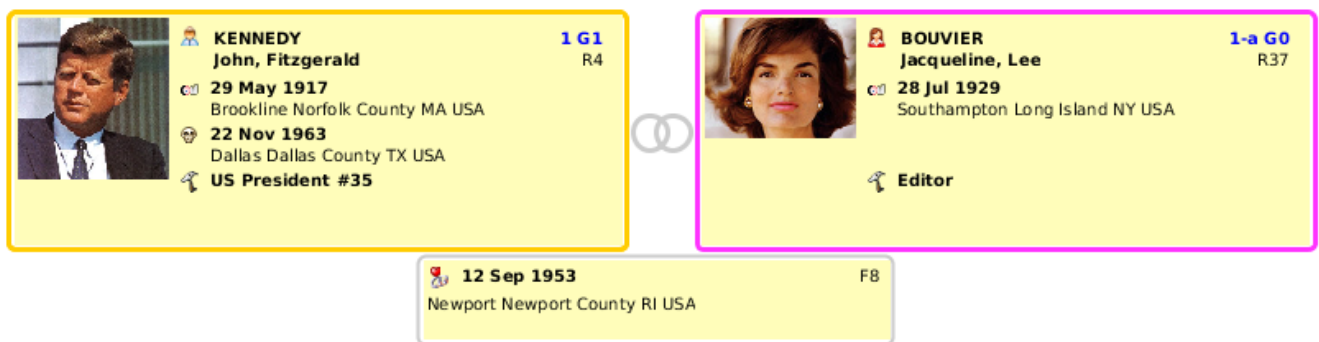 KENNEDY 1 G1
John, Fitzgerald R4
29 May 1917
Brookline Norfolk County MA USA
22 Nov 1963
Dallas Dallas County TX USA
US President #35
BOUVIER 1-a G0
Jacqueline, Lee R37
28 Jul 1929
Southampton Long Island NY USA
Editor
12 Sep 1953 F8
Newport Newport County RI USA